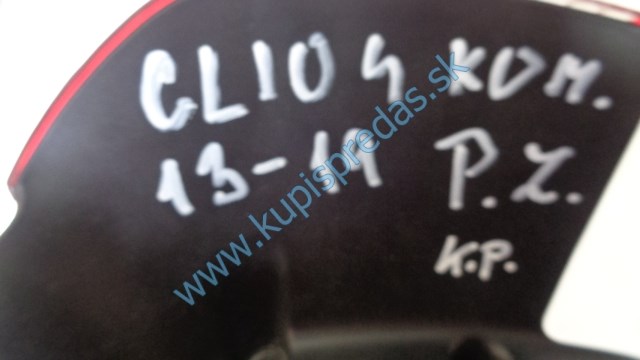 CLIO 4 KOM.
13-19 P.Z.
K.P.
www.kupispredas.sk